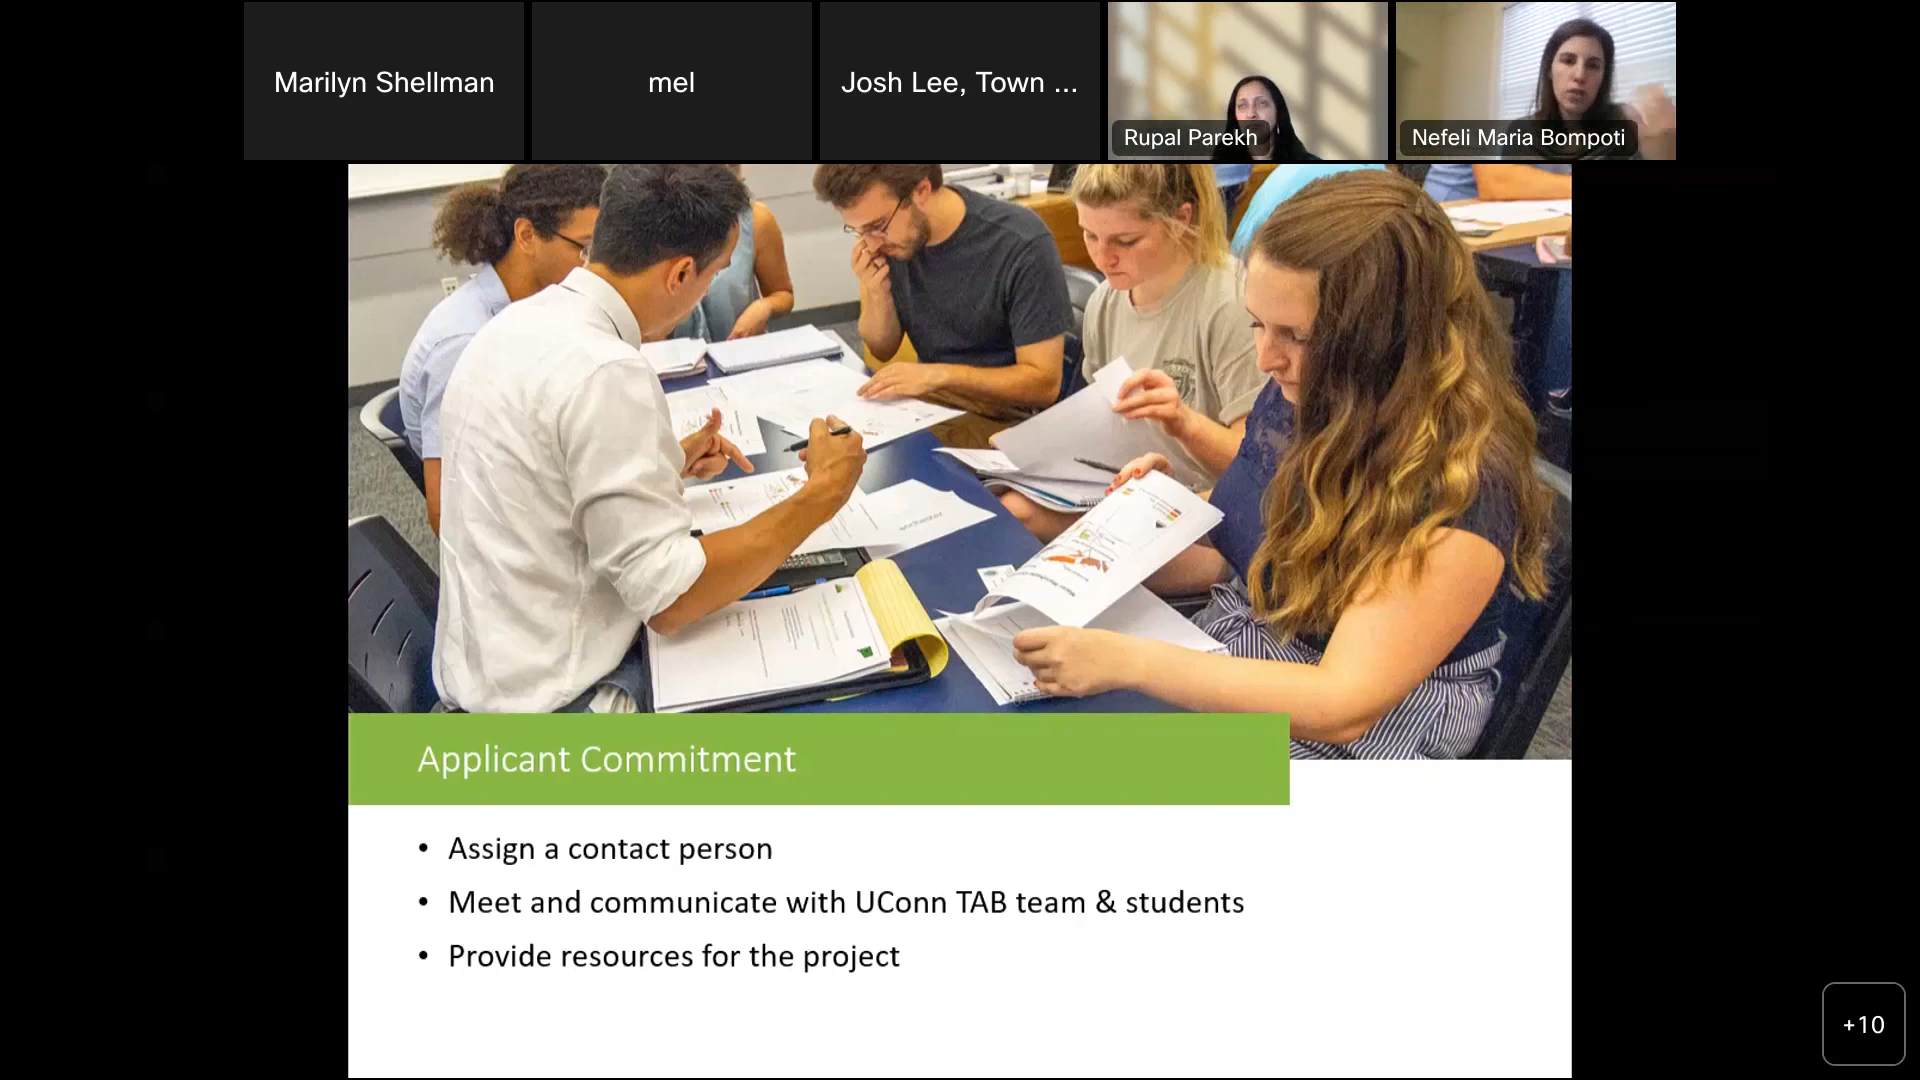 Marilyn Shellman
mel
Josh Lee, Town ...
Rupal Parekh
Nefeli Maria Bompoti
Applicant Commitment
• Assign a contact person
• Meet and communicate with UConn TAB team & students
• Provide resources for the project
+10